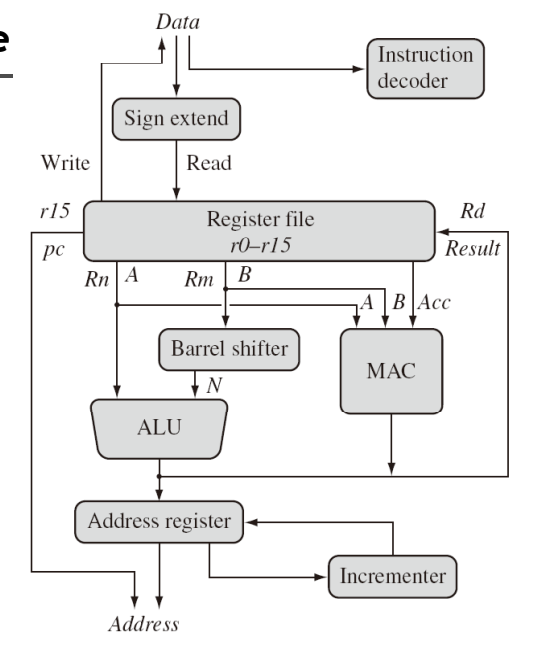 e
Data
Instruction
decoder
Sign extend
Write
Read
r15
Register file
Rd
pc
r0–r15
Result
Rn
A
Rm
B
A
B
Acc
Barrel shifter
MAC
N
ALU
Address register
Incrementer
Address